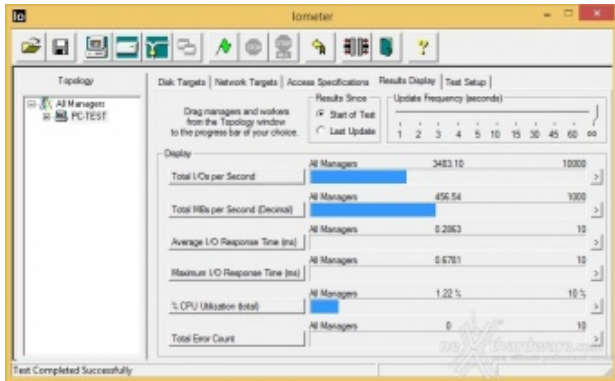 Io
Iometer
Topology
All Managers
PC-TEST
Disk Targets
Network Targets
Access Specifications
Results Display
Test Setup
Drag managers and workers
from the Topology window
to the progress bar of your choice.
Results Since
Start of Test
Last Update
Update Frequency (seconds)
1 2 3 4 5 10 15 30 45 60 ∞
Display
All Managers 3483.10 10000
Total I/Os per Second
All Managers 456.54 1000
Total MBs per Second (Decimal)
All Managers 0.2863 10
Average I/O Response Time (ms)
All Managers 0.6781 10
Maximum I/O Response Time (ms)
All Managers 1.22 % 10 %
% CPU Utilization (total)
All Managers 0 10
Total Error Count
Test Completed Successfully